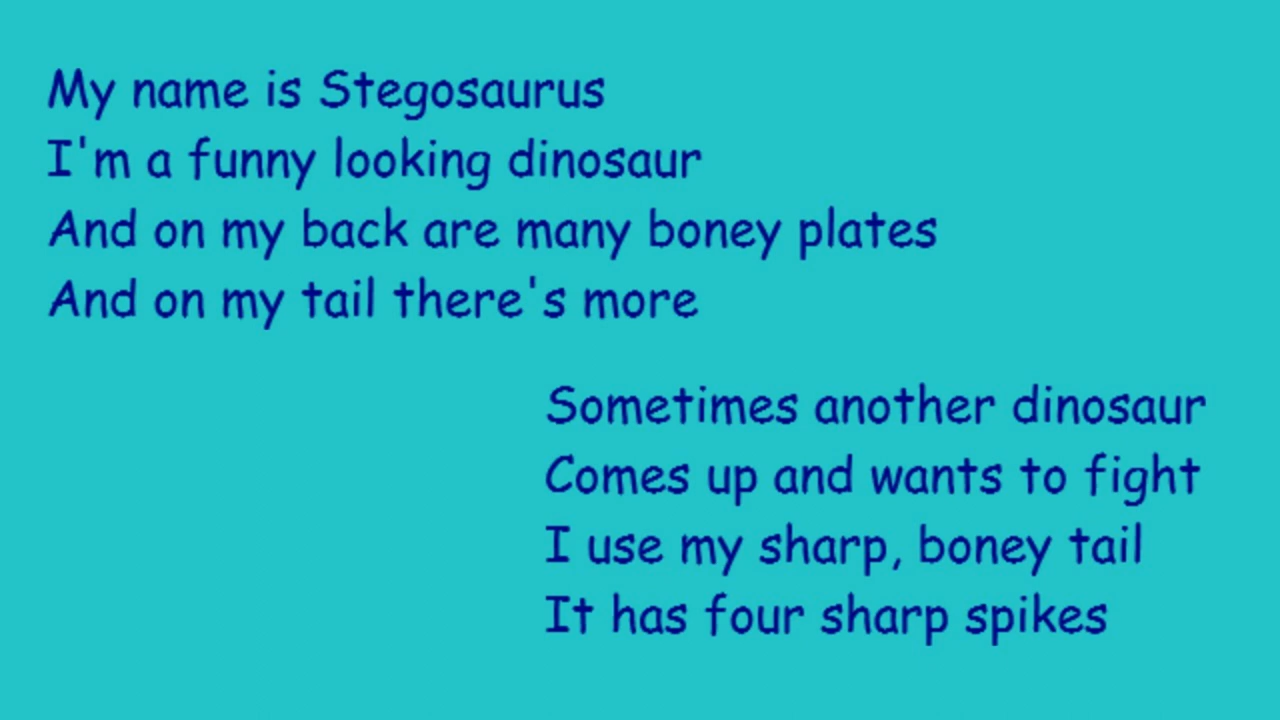 My name is Stegosaurus
I'm a funny looking dinosaur
And on my back are many boney plates
And on my tail there's more
Sometimes another dinosaur
Comes up and wants to fight
I use my sharp, boney tail
It has four sharp spikes